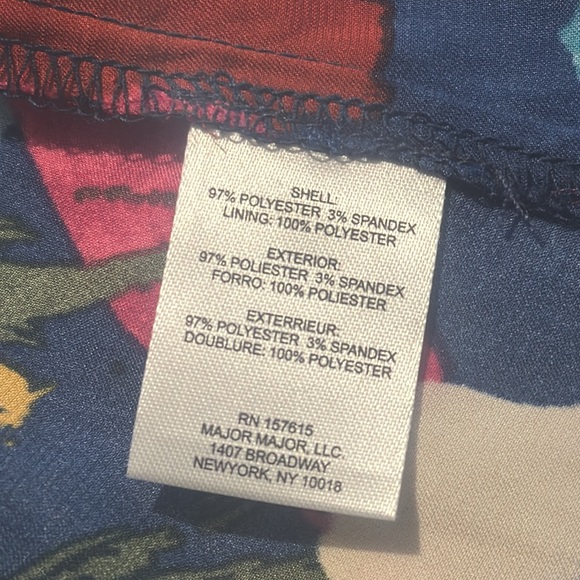 SHELL:
97% POLYESTER 3% SPANDEX
LINING: 100% POLYESTER
EXTERIOR:
97% POLIESTER 3% SPANDEX
FORRO: 100% POLIESTER
EXTERRIEUR:
97% POLYESTER 3% SPANDEX
DOUBLURE: 100% POLYESTER
RN 157615
MAJOR MAJOR, LLC
1407 BROADWAY
NEWYORK, NY 10018